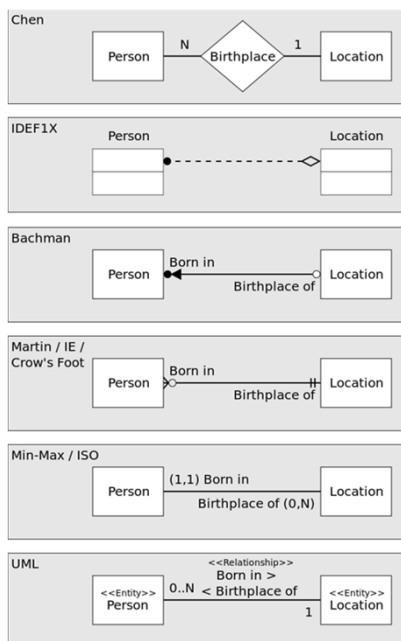 Chen
Person N Birthplace 1 Location
IDEF1X
Person Location
Bachman
Born in
Person Location
Birthplace of
Martin / IE /
Crow's Foot
Born in
Person Location
Birthplace of
Min-Max / ISO
(1,1) Born in
Person Location
Birthplace of (0,N)
UML
<<Relationship>>
Born in >
<<Entity>> 0..N < Birthplace of <<Entity>>
Person 1 Location